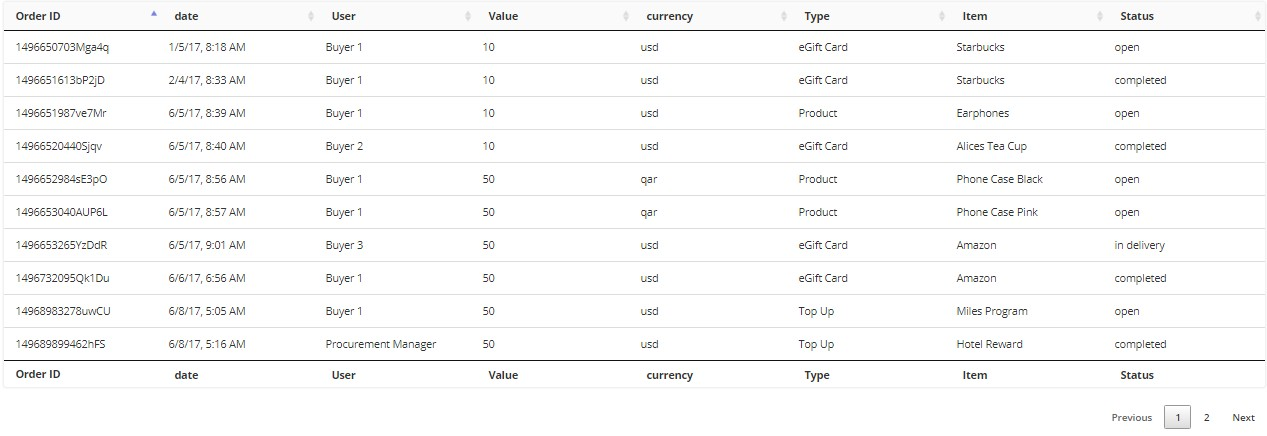 Order ID date User Value currency Type Item Status
1496650703Mga4q 1/5/17, 8:18 AM Buyer 1 10 usd eGift Card Starbucks open
1496651613bP2jD 2/4/17, 8:33 AM Buyer 1 10 usd eGift Card Starbucks completed
1496651987ve7Mr 6/5/17, 8:39 AM Buyer 1 10 usd Product Earphones open
14966520440Sjqv 6/5/17, 8:40 AM Buyer 2 10 usd eGift Card Alices Tea Cup completed
1496652984sE3pO 6/5/17, 8:56 AM Buyer 1 50 qar Product Phone Case Black open
1496653040AUP6L 6/5/17, 8:57 AM Buyer 1 50 qar Product Phone Case Pink open
1496653265YzDdR 6/5/17, 9:01 AM Buyer 3 50 usd eGift Card Amazon in delivery
1496732095Qk1Du 6/6/17, 6:56 AM Buyer 1 50 usd eGift Card Amazon completed
14968983278uwCU 6/8/17, 5:05 AM Buyer 1 50 usd Top Up Miles Program open
149689899462hFS 6/8/17, 5:16 AM Procurement Manager 50 usd Top Up Hotel Reward completed
Order ID date User Value currency Type Item Status
Previous 1 2 Next